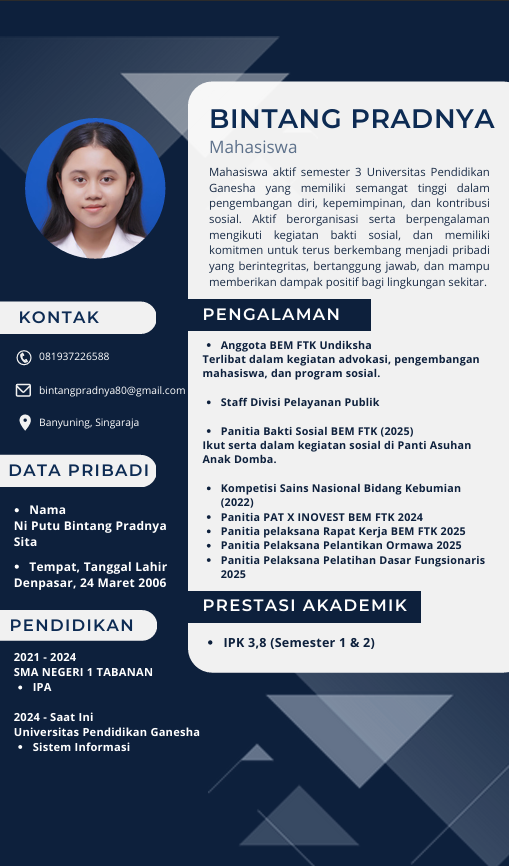 BINTANG PRADNYA
Mahasiswa
Mahasiswa aktif semester 3 Universitas Pendidikan
Ganesha yang memiliki semangat tinggi dalam
pengembangan diri, kepemimpinan, dan kontribusi
sosial. Aktif berorganisasi serta berpengalaman
mengikuti kegiatan bakti sosial, dan memiliki
komitmen untuk terus berkembang menjadi pribadi
yang berintegritas, bertanggung jawab, dan mampu
memberikan dampak positif bagi lingkungan sekitar.
KONTAK
081937226588
bintangpradnya80@gmail.com
Banyuning, Singaraja
DATA PRIBADI
• Nama
Ni Putu Bintang Pradnya
Sita
• Tempat, Tanggal Lahir
Denpasar, 24 Maret 2006
PENDIDIKAN
2021 - 2024
SMA NEGERI 1 TABANAN
• IPA
2024 - Saat Ini
Universitas Pendidikan Ganesha
• Sistem Informasi
PENGALAMAN
• Anggota BEM FTK Undiksha
Terlibat dalam kegiatan advokasi, pengembangan
mahasiswa, dan program sosial.
• Staff Divisi Pelayanan Publik
• Panitia Bakti Sosial BEM FTK (2025)
Ikut serta dalam kegiatan sosial di Panti Asuhan
Anak Domba.
• Kompetisi Sains Nasional Bidang Kebumian
(2022)
• Panitia PAT X INOVEST BEM FTK 2024
• Panitia pelaksana Rapat Kerja BEM FTK 2025
• Panitia Pelaksana Pelantikan Ormawa 2025
• Panitia Pelaksana Pelatihan Dasar Fungsionaris
2025
PRESTASI AKADEMIK
• IPK 3,8 (Semester 1 & 2)